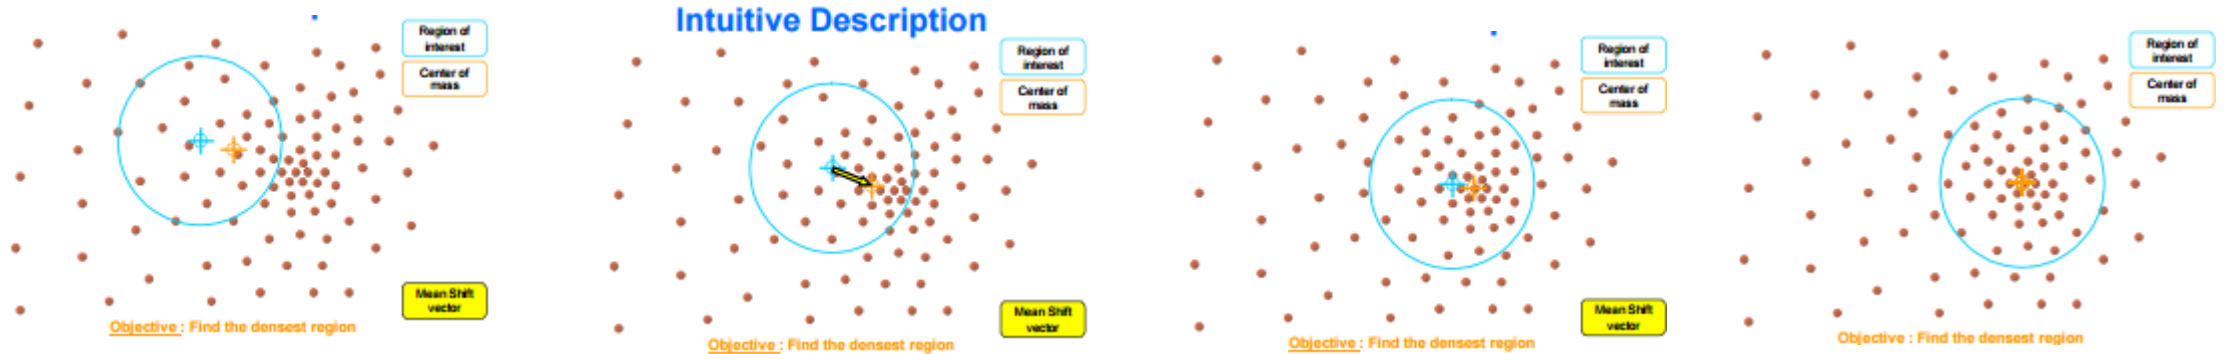 Region of
interest
Center of
mass
Mean Shift
vector
Objective : Find the densest region
Intuitive Description
Region of
interest
Center of
mass
Mean Shift
vector
Objective : Find the densest region
Region of
interest
Center of
mass
Mean Shift
vector
Objective : Find the densest region
Region of
interest
Center of
mass
Objective : Find the densest region